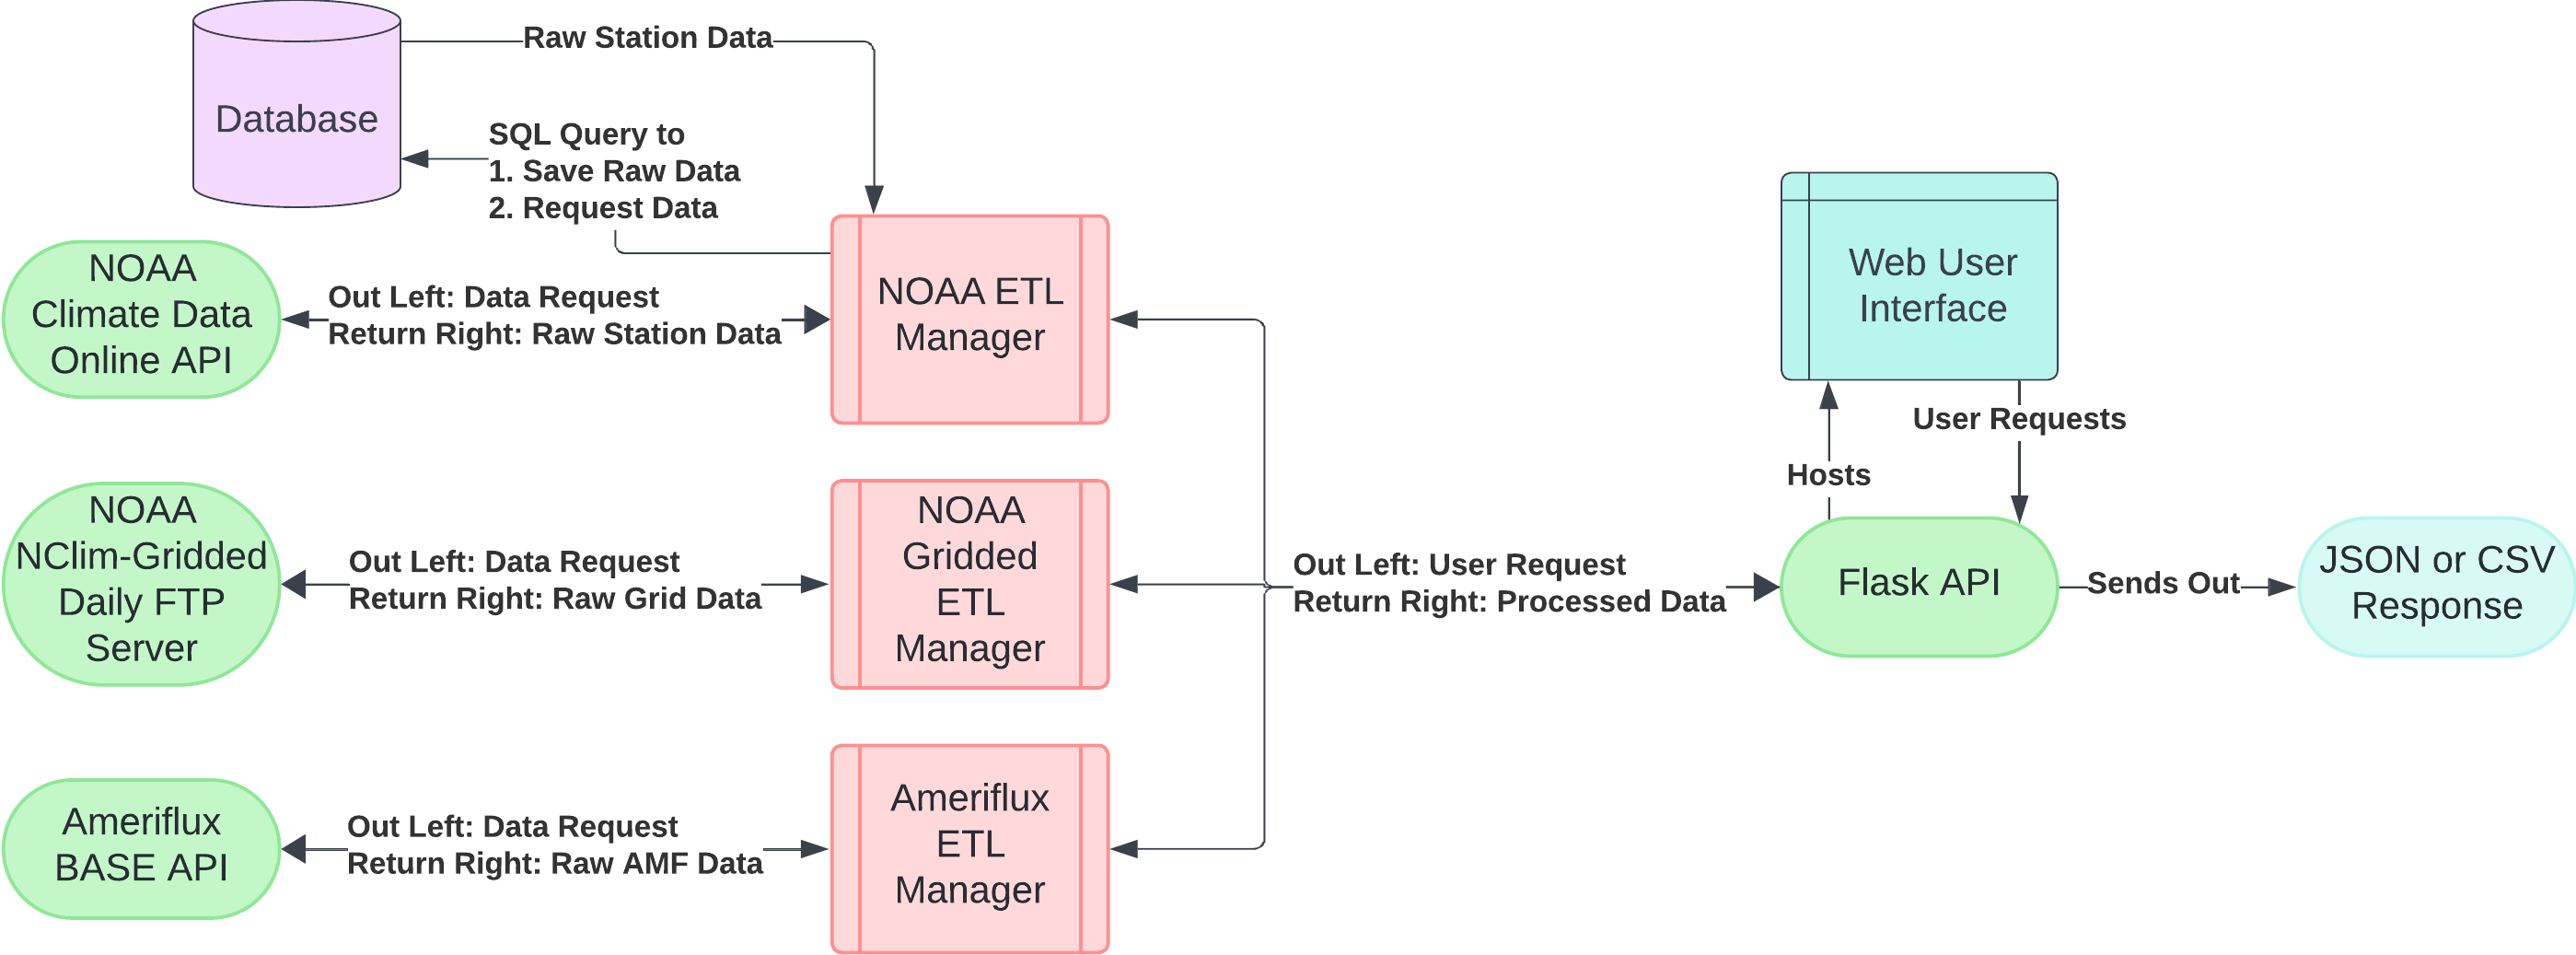 Raw Station Data
Database
SQL Query to
1. Save Raw Data
2. Request Data
NOAA
Climate Data
Online API
Out Left: Data Request
Return Right: Raw Station Data
NOAA ETL
Manager
Web User
Interface
User Requests
Hosts
NOAA
NClim-Gridded
Daily FTP
Server
Out Left: Data Request
Return Right: Raw Grid Data
NOAA
Gridded
ETL
Manager
Out Left: User Request
Return Right: Processed Data
Flask API
Sends Out
JSON or CSV
Response
Ameriflux
BASE API
Out Left: Data Request
Return Right: Raw AMF Data
Ameriflux
ETL
Manager